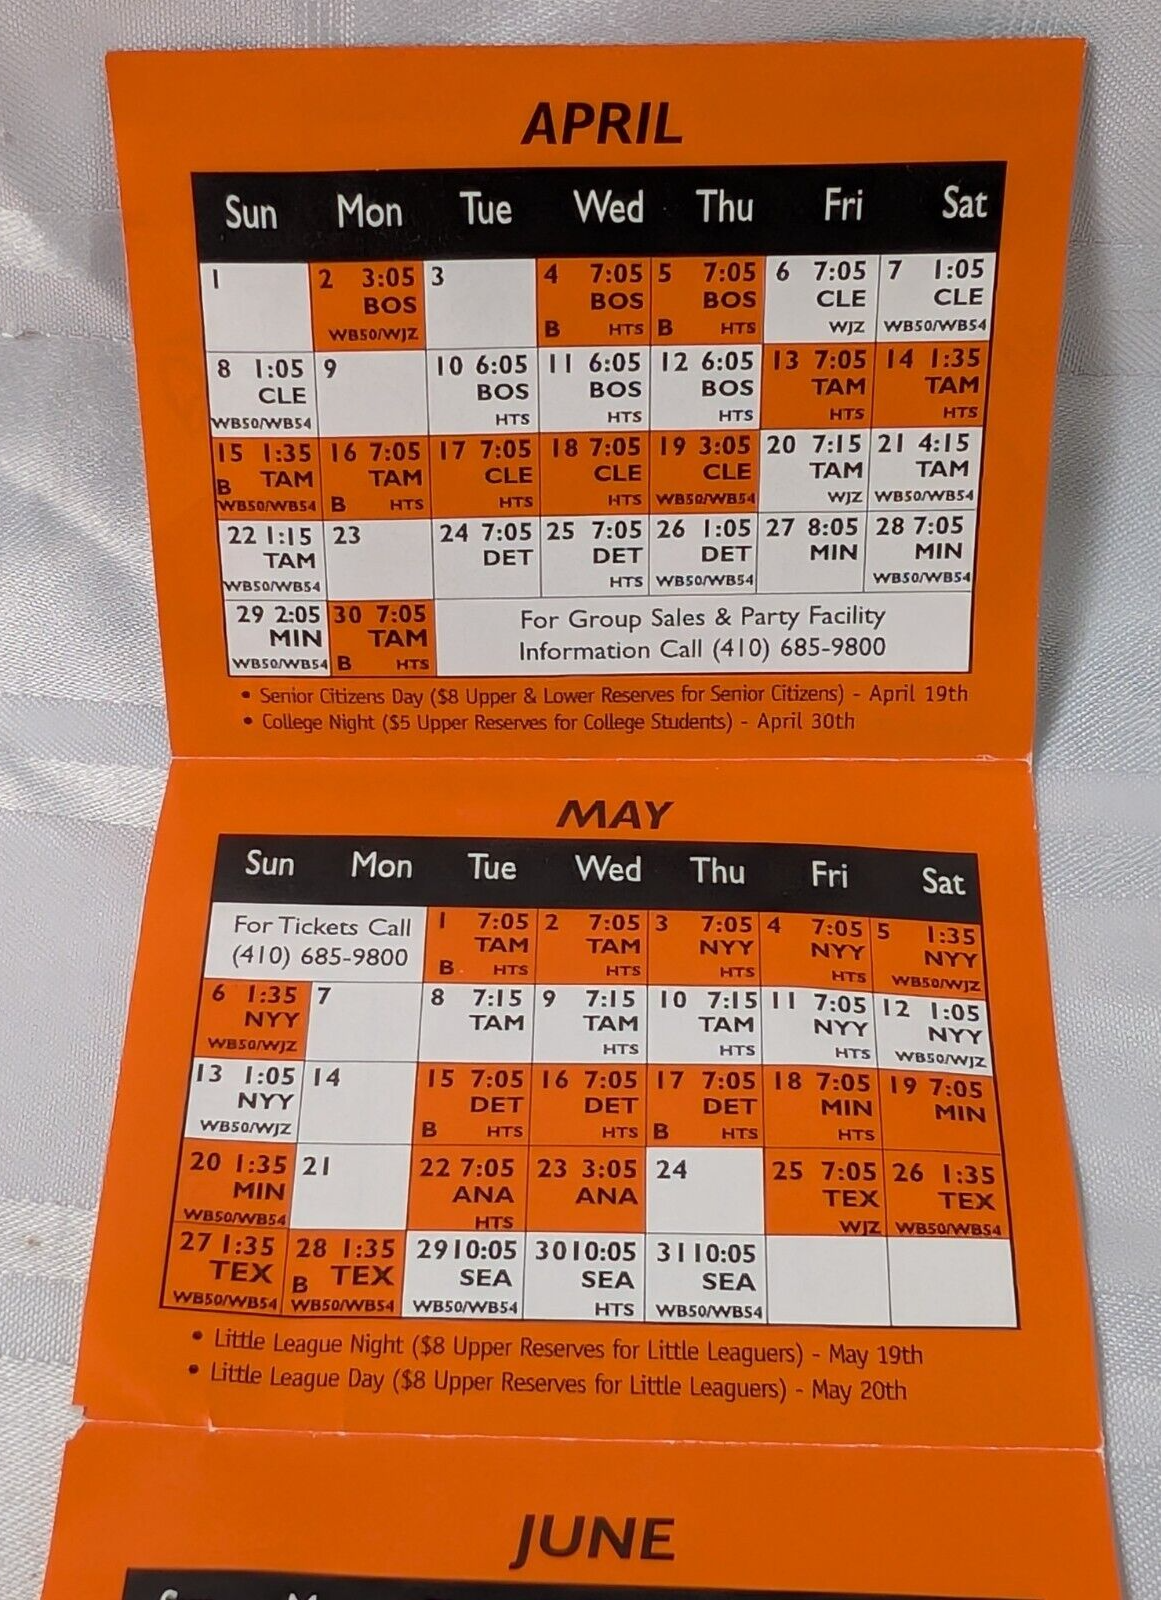 APRIL
Sun Mon Tue Wed Thu Fri Sat
1 2 3:05 3 4 7:05 5 7:05 6 7:05 7 1:05
BOS BOS BOS CLE CLE
WB50/WJZ B HTS B HTS WJZ WB50/WB54
8 1:05 9 10 6:05 11 6:05 12 6:05 13 7:05 14 1:35
CLE BOS BOS BOS TAM TAM
WB50/WB54 HTS HTS HTS HTS HTS
15 1:35 16 7:05 17 7:05 18 7:05 19 3:05 20 7:15 21 4:15
TAM TAM CLE CLE CLE TAM TAM
B WB50/WB54 B HTS HTS HTS WB50/WB54 WJZ WB50/WB54
22 1:15 23 24 7:05 25 7:05 26 1:05 27 8:05 28 7:05
TAM DET DET DET MIN MIN
WB50/WB54 HTS WB50/WB54 WB50/WB54
29 2:05 30 7:05 For Group Sales & Party Facility
MIN TAM Information Call (410) 685-9800
WB50/WB54 B HTS
• Senior Citizens Day ($8 Upper & Lower Reserves for Senior Citizens) - April 19th
• College Night ($5 Upper Reserves for College Students) - April 30th
MAY
Sun Mon Tue Wed Thu Fri Sat
For Tickets Call 1 7:05 2 7:05 3 7:05 4 7:05 5 1:35
(410) 685-9800 TAM TAM NYY NYY NYY
B HTS HTS HTS HTS WB50/WJZ
6 1:35 7 8 7:15 9 7:15 10 7:15 11 7:05 12 1:05
NYY TAM TAM TAM NYY NYY
WB50/WJZ HTS HTS HTS WB50/WJZ
13 1:05 14 15 7:05 16 7:05 17 7:05 18 7:05 19 7:05
NYY DET DET DET MIN MIN
WB50/WJZ B HTS HTS B HTS HTS
20 1:35 21 22 7:05 23 3:05 24 25 7:05 26 1:35
MIN ANA ANA TEX TEX
WB50/WB54 HTS WJZ WB50/WB54
27 1:35 28 1:35 29 10:05 30 10:05 31 10:05
TEX B TEX SEA SEA SEA
WB50/WB54 WB50/WB54 WB50/WB54 HTS WB50/WB54
• Little League Night ($8 Upper Reserves for Little Leaguers) - May 19th
• Little League Day ($8 Upper Reserves for Little Leaguers) - May 20th
JUNE